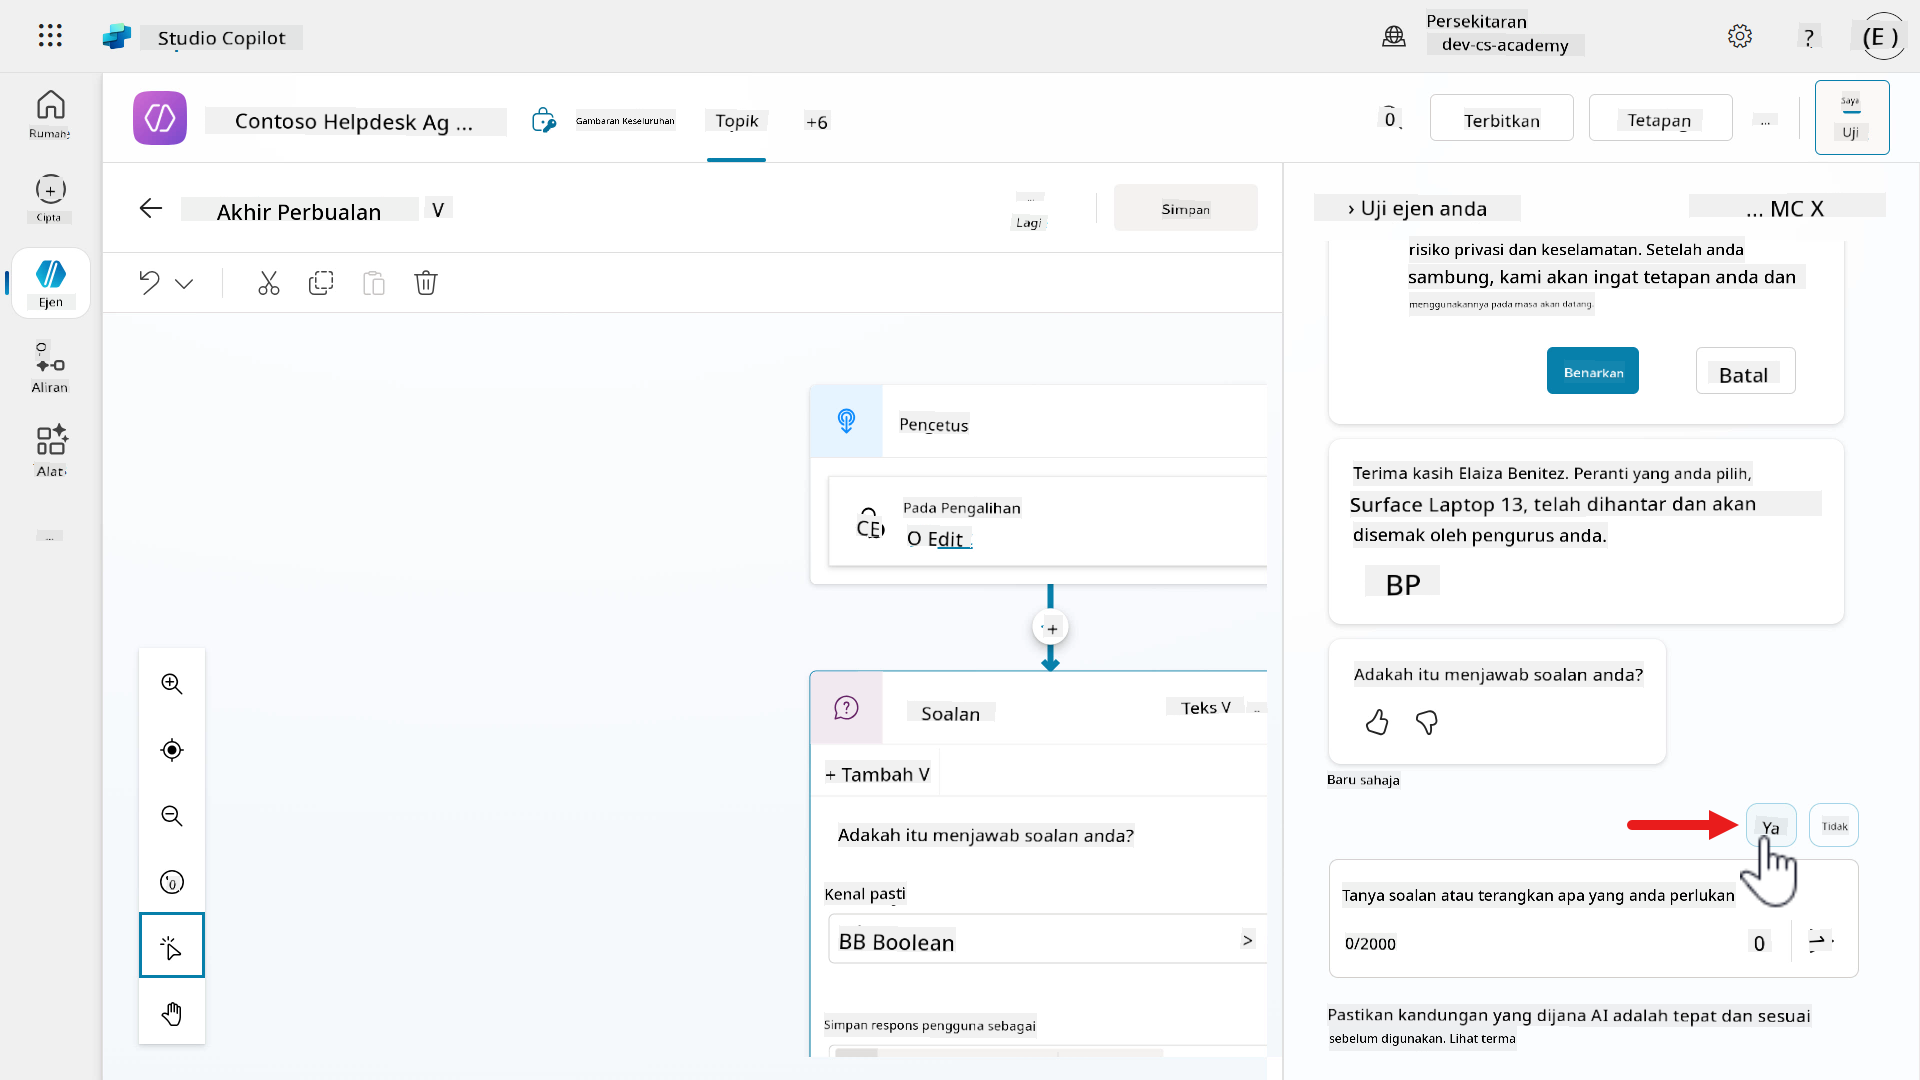 Studio Copilot
Persekitaran
dev-cs-academy
?
(E )
Rumah
Cipta
Ejen
Aliran
Alat
...
Contoso Helpdesk Ag ...
Gambaran Keseluruhan
Topik
+6
0
Terbitkan
Tetapan
...
Saya
Uji
Akhir Perbualan
V
...
Lagi
Simpan
Pencetus
Pada Pengalihan
CE
O Edit
+
Soalan
Teks V
...
+ Tambah V
Adakah itu menjawab soalan anda?
Kenal pasti
BB Boolean
>
Simpan respons pengguna sebagai
› Uji ejen anda
... MC X
risiko privasi dan keselamatan. Setelah anda
sambung, kami akan ingat tetapan anda dan
menggunakannya pada masa akan datang.
Benarkan
Batal
Terima kasih Elaiza Benitez. Peranti yang anda pilih,
Surface Laptop 13, telah dihantar dan akan
disemak oleh pengurus anda.
BP
Adakah itu menjawab soalan anda?
Baru sahaja
Ya
Tidak
Tanya soalan atau terangkan apa yang anda perlukan
0/2000
0
Pastikan kandungan yang dijana AI adalah tepat dan sesuai
sebelum digunakan. Lihat terma